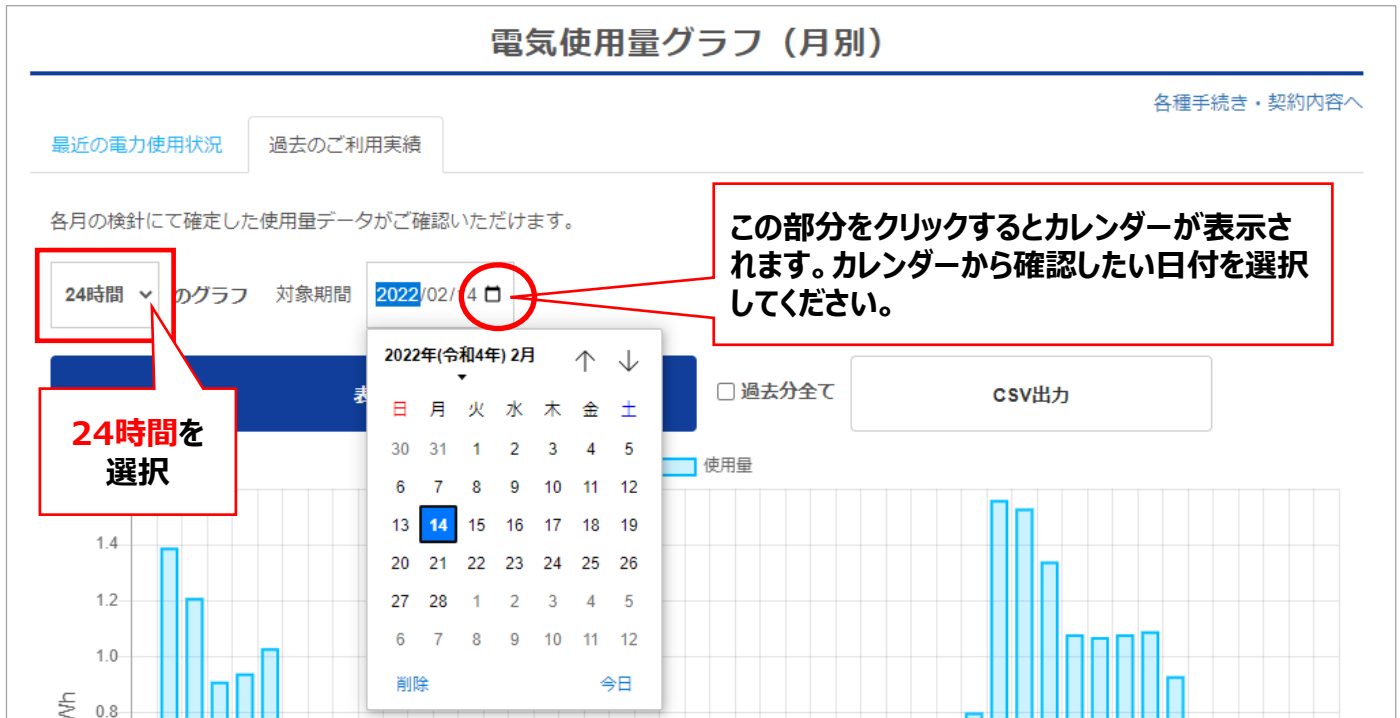 電気使用量グラフ（月別）
各種手続き・契約内容へ
最近の電力使用状況
過去のご利用実績
各月の検針にて確定した使用量データがご確認いただけます。
この部分をクリックするとカレンダーが表示さ
れます。カレンダーから確認したい日付を選択
してください。
24時間
のグラフ
対象期間
2022/02/14
24時間を
選択
2022年(令和4年) 2月
日 月 火 水 木 金 土
30 31 1 2 3 4 5
6 7 8 9 10 11 12
13 14 15 16 17 18 19
20 21 22 23 24 25 26
27 28 1 2 3 4 5
6 7 8 9 10 11 12
削除
今日
過去分全て
CSV出力
使用量
1.4
1.2
1.0
0.8